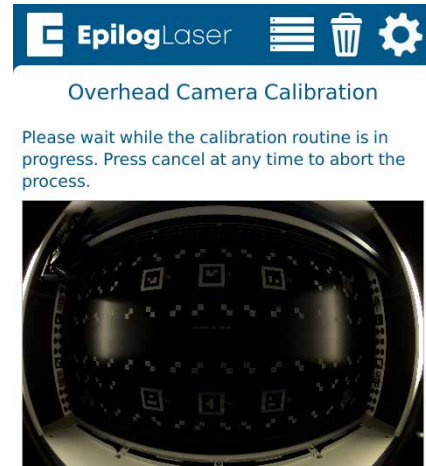 EpilogLaser
Overhead Camera Calibration
Please wait while the calibration routine is in
progress. Press cancel at any time to abort the
process.